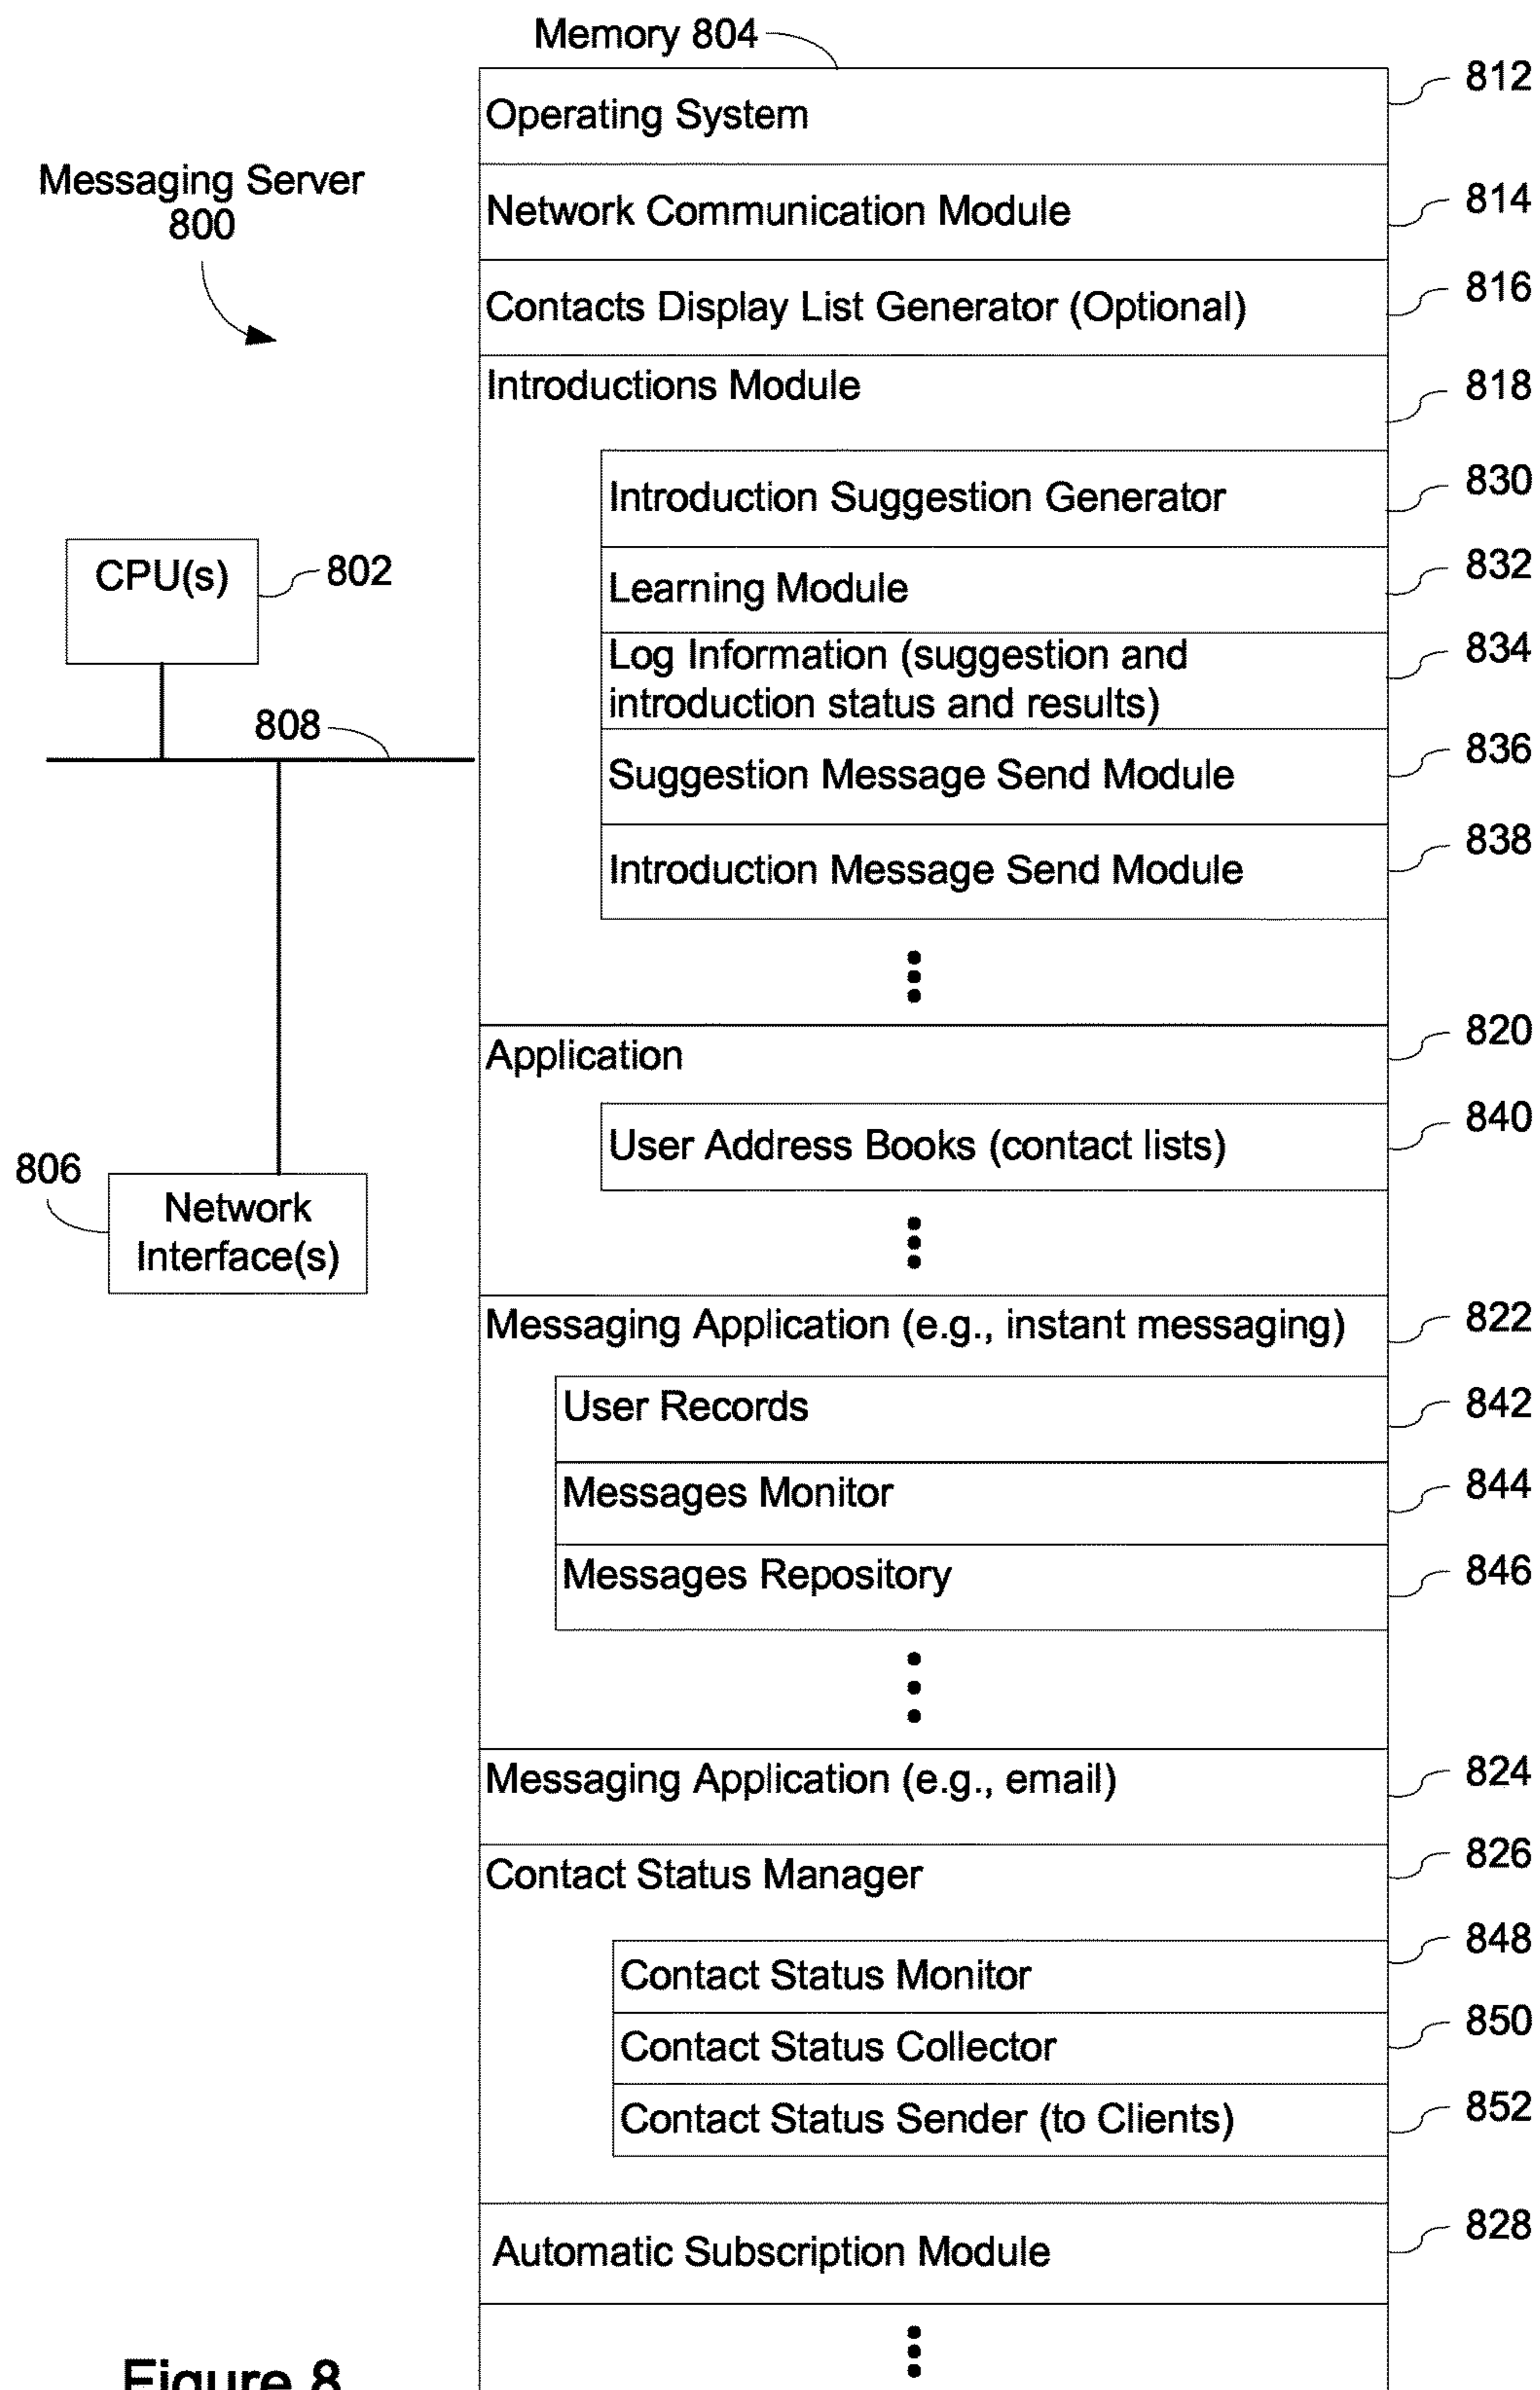 Memory 804
812
Operating System
Messaging Server
800
814
Network Communication Module
816
Contacts Display List Generator (Optional)
818
Introductions Module
830
Introduction Suggestion Generator
CPU(s)
802
832
Learning Module
834
Log Information (suggestion and
introduction status and results)
808
836
Suggestion Message Send Module
838
Introduction Message Send Module
820
Application
840
User Address Books (contact lists)
806
Network
Interface(s)
822
Messaging Application (e.g., instant messaging)
842
User Records
844
Messages Monitor
846
Messages Repository
824
Messaging Application (e.g., email)
826
Contact Status Manager
848
Contact Status Monitor
850
Contact Status Collector
852
Contact Status Sender (to Clients)
828
Automatic Subscription Module
Figure 8